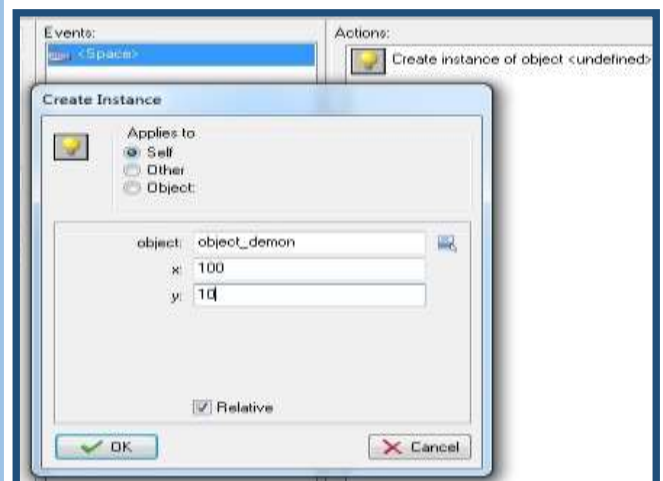 Events:
Actions:
<Space>
Create instance of object <undefined>
Create Instance
Applies to
Self
Other
Object:
object: object_demon
x: 100
y: 10
Relative
OK
Cancel